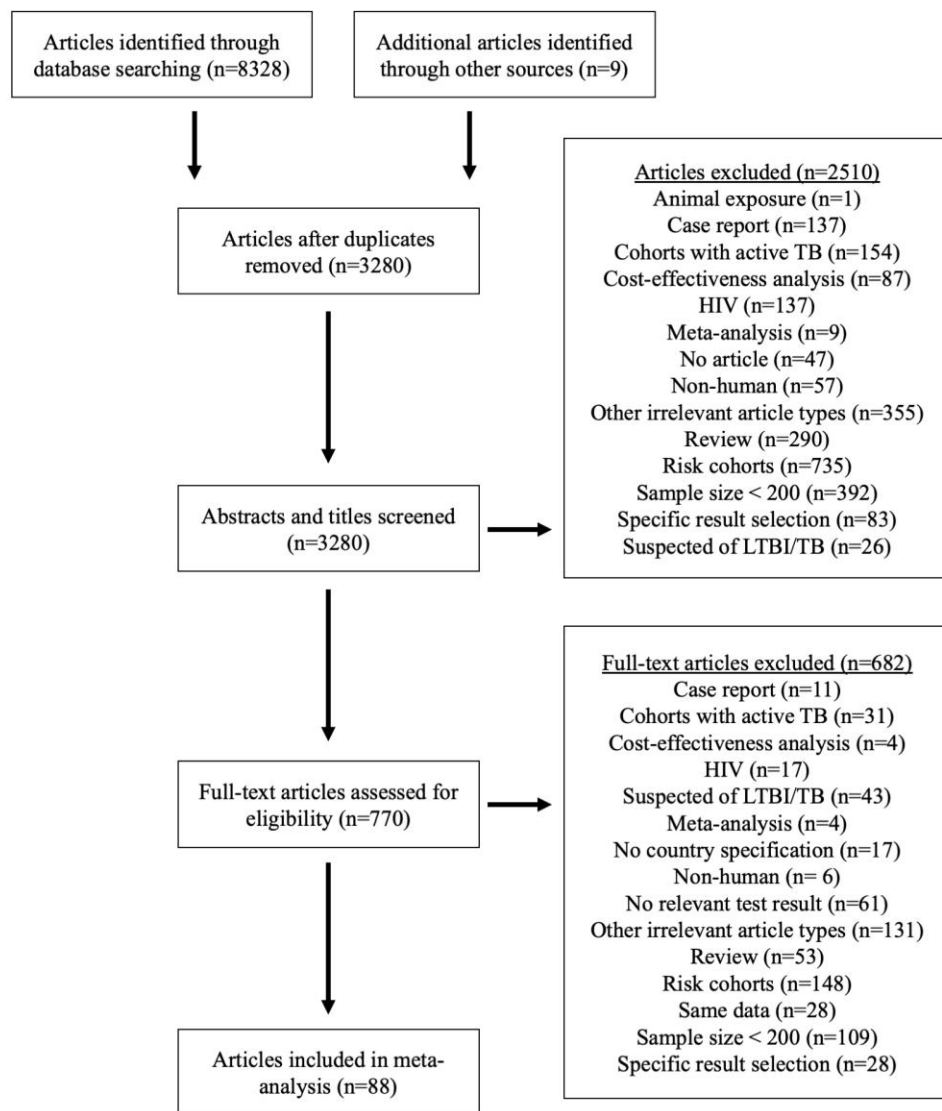 Articles identified through
database searching (n=8328)
Additional articles identified
through other sources (n=9)
Articles after duplicates
removed (n=3280)
Abstracts and titles screened
(n=3280)
Articles excluded (n=2510)
Animal exposure (n=1)
Case report (n=137)
Cohorts with active TB (n=154)
Cost-effectiveness analysis (n=87)
HIV (n=137)
Meta-analysis (n=9)
No article (n=47)
Non-human (n=57)
Other irrelevant article types (n=355)
Review (n=290)
Risk cohorts (n=735)
Sample size < 200 (n=392)
Specific result selection (n=83)
Suspected of LTBI/TB (n=26)
Full-text articles assessed for
eligibility (n=770)
Full-text articles excluded (n=682)
Case report (n=11)
Cohorts with active TB (n=31)
Cost-effectiveness analysis (n=4)
HIV (n=17)
Suspected of LTBI/TB (n=43)
Meta-analysis (n=4)
No country specification (n=17)
Non-human (n= 6)
No relevant test result (n=61)
Other irrelevant article types (n=131)
Review (n=53)
Risk cohorts (n=148)
Same data (n=28)
Sample size < 200 (n=109)
Specific result selection (n=28)
Articles included in meta-
analysis (n=88)